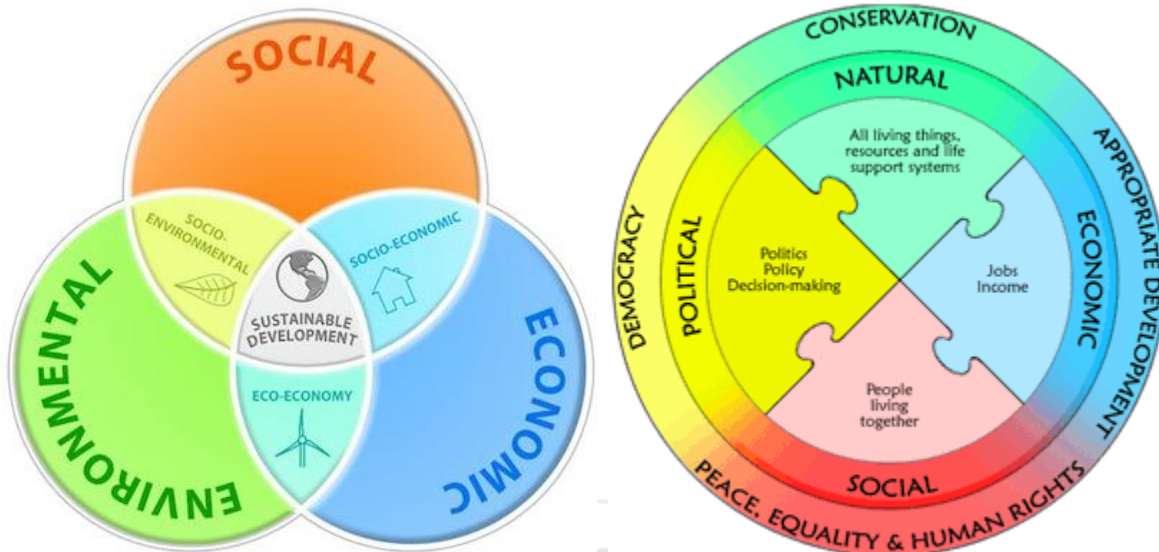 SOCIAL
SOCIO-
ENVIRONMENTAL
SOCIO-ECONOMIC
SUSTAINABLE
DEVELOPMENT
ECO-ECONOMY
ENVIRONMENTAL
ECONOMIC
CONSERVATION
NATURAL
All living things,
resources and life
support systems
APPROPRIATE DEVELOPMENT
ECONOMIC
Jobs
Income
DEMOCRACY
POLITICAL
Politics
Policy
Decision-making
People
living
together
SOCIAL
PEACE, EQUALITY & HUMAN RIGHTS